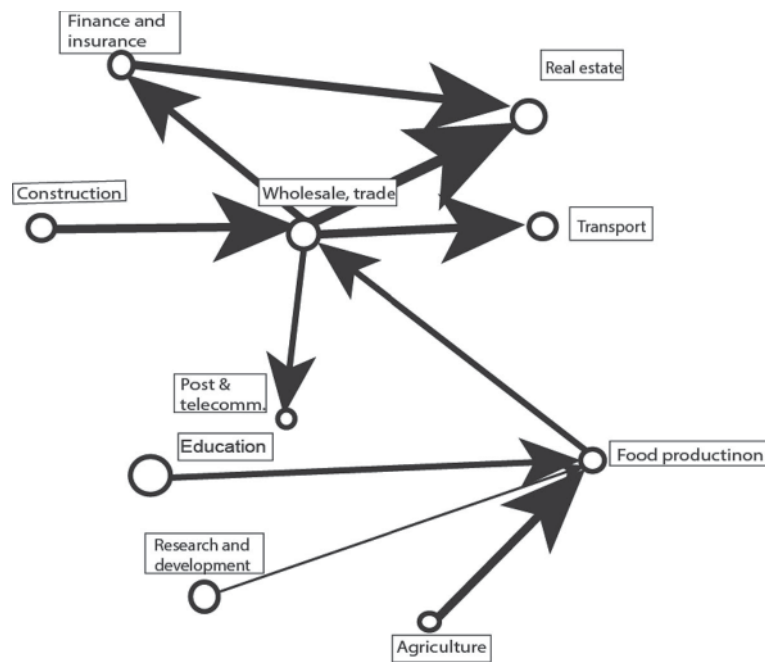 Finance and
insurance
Real estate
Construction
Wholesale, trade
Transport
Post &
telecomm.
Education
Food productinon
Research and
development
Agriculture